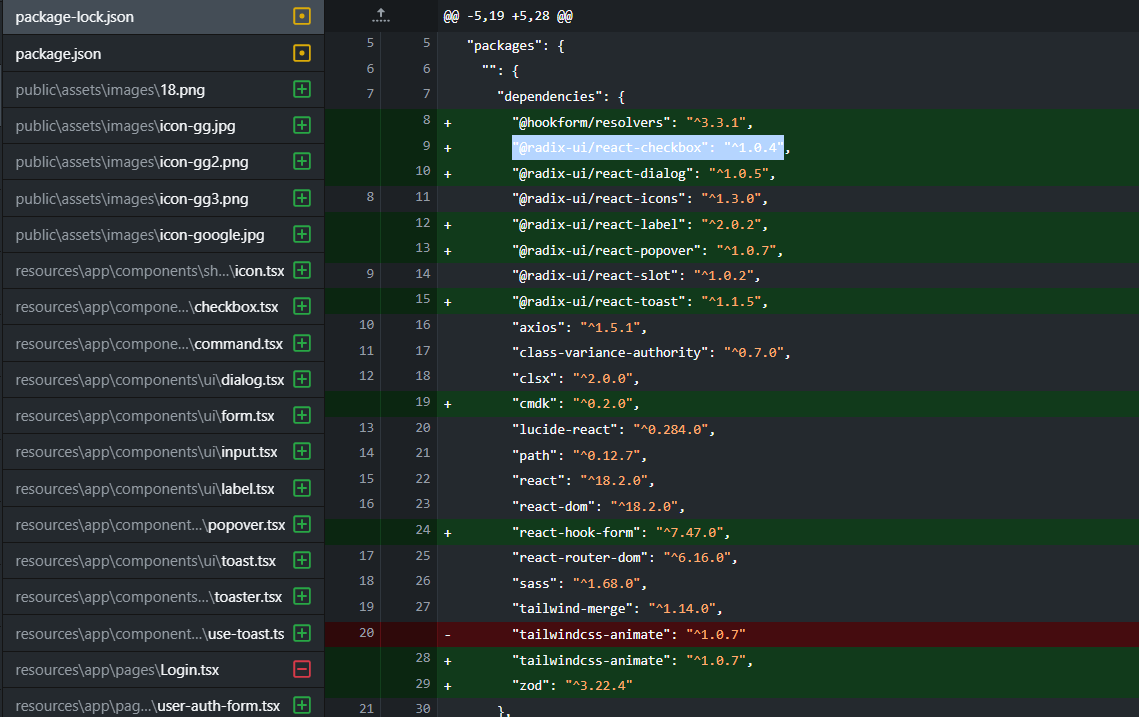 package-lock.json
package.json
public\assets\images\18.png
public\assets\images\icon-gg.jpg
public\assets\images\icon-gg2.png
public\assets\images\icon-gg3.png
public\assets\images\icon-google.jpg
resources\app\components\sh...\icon.tsx
resources\app\compone...\checkbox.tsx
resources\app\compone...\command.tsx
resources\app\components\ui\dialog.tsx
resources\app\components\ui\form.tsx
resources\app\components\ui\input.tsx
resources\app\components\ui\label.tsx
resources\app\component...\popover.tsx
resources\app\components\ui\toast.tsx
resources\app\components...\toaster.tsx
resources\app\component...\use-toast.ts
resources\app\pages\Login.tsx
resources\app\pag...\user-auth-form.tsx
@@ -5,19 +5,28 @@
5 5 "packages": {
6 6 "": {
7 7 "dependencies": {
8 + "@hookform/resolvers": "^3.3.1",
9 + "@radix-ui/react-checkbox": "^1.0.4",
10 + "@radix-ui/react-dialog": "^1.0.5",
8 11 "@radix-ui/react-icons": "^1.3.0",
12 + "@radix-ui/react-label": "^2.0.2",
13 + "@radix-ui/react-popover": "^1.0.7",
9 14 "@radix-ui/react-slot": "^1.0.2",
15 + "@radix-ui/react-toast": "^1.1.5",
10 16 "axios": "^1.5.1",
11 17 "class-variance-authority": "^0.7.0",
12 18 "clsx": "^2.0.0",
19 + "cmdk": "^0.2.0",
13 20 "lucide-react": "^0.284.0",
14 21 "path": "^0.12.7",
15 22 "react": "^18.2.0",
16 23 "react-dom": "^18.2.0",
24 + "react-hook-form": "^7.47.0",
17 25 "react-router-dom": "^6.16.0",
18 26 "sass": "^1.68.0",
19 27 "tailwind-merge": "^1.14.0",
20 - "tailwindcss-animate": "^1.0.7"
28 + "tailwindcss-animate": "^1.0.7",
29 + "zod": "^3.22.4"
21 30 },